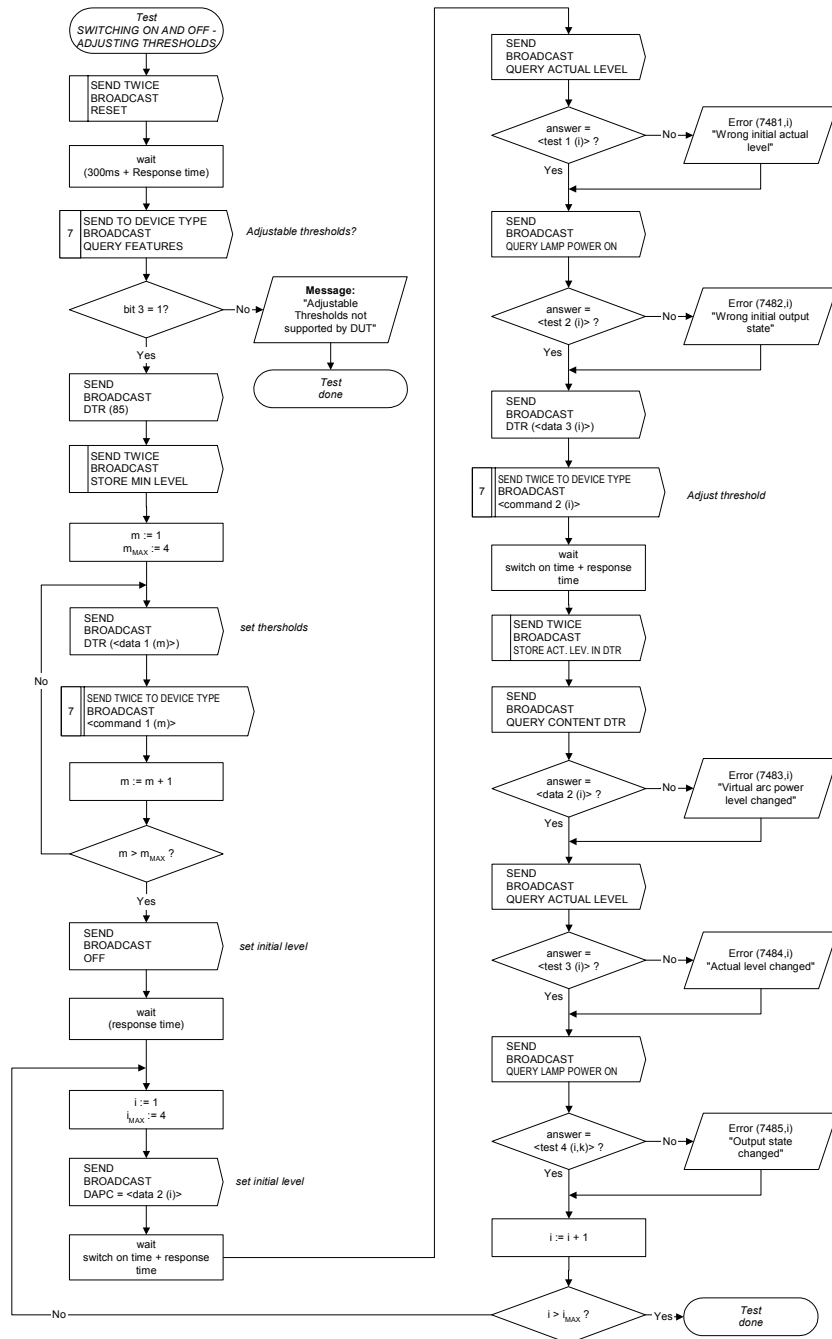 Test
SWITCHING ON AND OFF -
ADJUSTING THRESHOLDS
SEND TWICE
BROADCAST
RESET
wait
(300ms + Response time)
7
SEND TO DEVICE TYPE
BROADCAST
QUERY FEATURES
Adjustable thresholds?
bit 3 = 1?
No
Message:
"Adjustable
Thresholds not
supported by DUT"
Test
done
Yes
SEND
BROADCAST
DTR (85)
SEND TWICE
BROADCAST
STORE MIN LEVEL
m := 1
mMAX := 4
SEND
BROADCAST
DTR (<data 1 (m)>)
set thersholds
No
7
SEND TWICE TO DEVICE TYPE
BROADCAST
<command 1 (m)>
m := m + 1
m > mMAX ?
Yes
SEND
BROADCAST
OFF
set initial level
wait
(response time)
i := 1
iMAX := 4
SEND
BROADCAST
DAPC = <data 2 (i)>
set initial level
wait
switch on time + response
time
SEND
BROADCAST
QUERY ACTUAL LEVEL
answer =
<test 1 (i)> ?
No
Error (7481,i)
"Wrong initial actual
level"
Yes
SEND
BROADCAST
QUERY LAMP POWER ON
answer =
<test 2 (i)> ?
No
Error (7482,i)
"Wrong initial output
state"
Yes
SEND
BROADCAST
DTR (<data 3 (i)>)
7
SEND TWICE TO DEVICE TYPE
BROADCAST
<command 2 (i)>
Adjust threshold
wait
switch on time + response
time
SEND TWICE
BROADCAST
STORE ACT. LEV. IN DTR
SEND
BROADCAST
QUERY CONTENT DTR
answer =
<data 2 (i)> ?
No
Error (7483,i)
"Virtual arc power
level changed"
Yes
SEND
BROADCAST
QUERY ACTUAL LEVEL
answer =
<test 3 (i)> ?
No
Error (7484,i)
"Actual level changed"
Yes
SEND
BROADCAST
QUERY LAMP POWER ON
answer =
<test 4 (i,k)> ?
No
Error (7485,i)
"Output state
changed"
Yes
i := i + 1
No
i > iMAX ?
Yes
Test
done